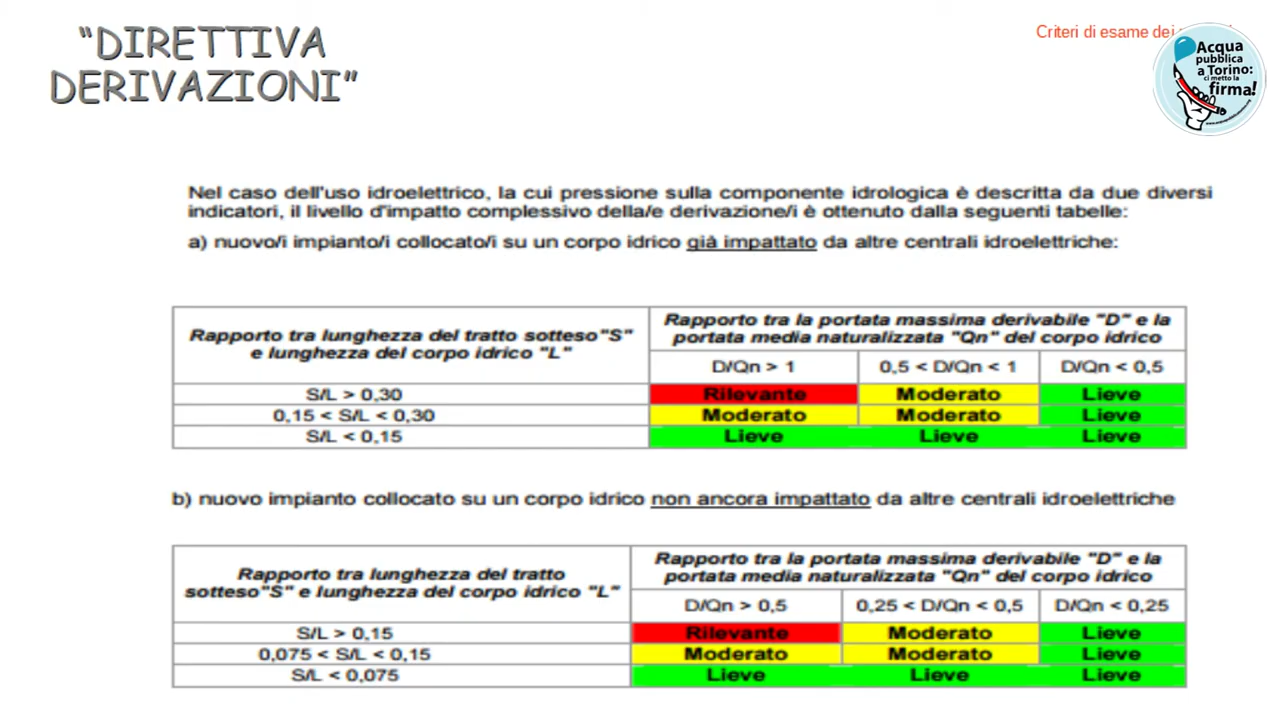 “DIRETTIVA
DERIVAZIONI”
Criteri di esame dei
Acqua
pubblica
a Torino:
ci metto la
firma!
Nel caso dell'uso idroelettrico, la cui pressione sulla componente idrologica è descritta da due diversi
indicatori, il livello d'impatto complessivo della/e derivazione/i è ottenuto dalla seguenti tabelle:
a) nuovo/i impianto/i collocato/i su un corpo idrico già impattato da altre centrali idroelettriche:
Rapporto tra lunghezza del tratto sotteso"S"
e lunghezza del corpo idrico "L"
Rapporto tra la portata massima derivabile "D" e la
portata media naturalizzata "Qn" del corpo idrico
D/Qn > 1 0,5 < D/Qn < 1 D/Qn < 0,5
S/L > 0,30 Rilevante Moderato Lieve
0,15 < S/L < 0,30 Moderato Moderato Lieve
S/L < 0,15 Lieve Lieve Lieve
b) nuovo impianto collocato su un corpo idrico non ancora impattato da altre centrali idroelettriche
Rapporto tra lunghezza del tratto
sotteso"S" e lunghezza del corpo idrico "L"
Rapporto tra la portata massima derivabile "D" e la
portata media naturalizzata "Qn" del corpo idrico
D/Qn > 0,5 0,25 < D/Qn < 0,5 D/Qn < 0,25
S/L > 0,15 Rilevante Moderato Lieve
0,075 < S/L < 0,15 Moderato Moderato Lieve
S/L < 0,075 Lieve Lieve Lieve